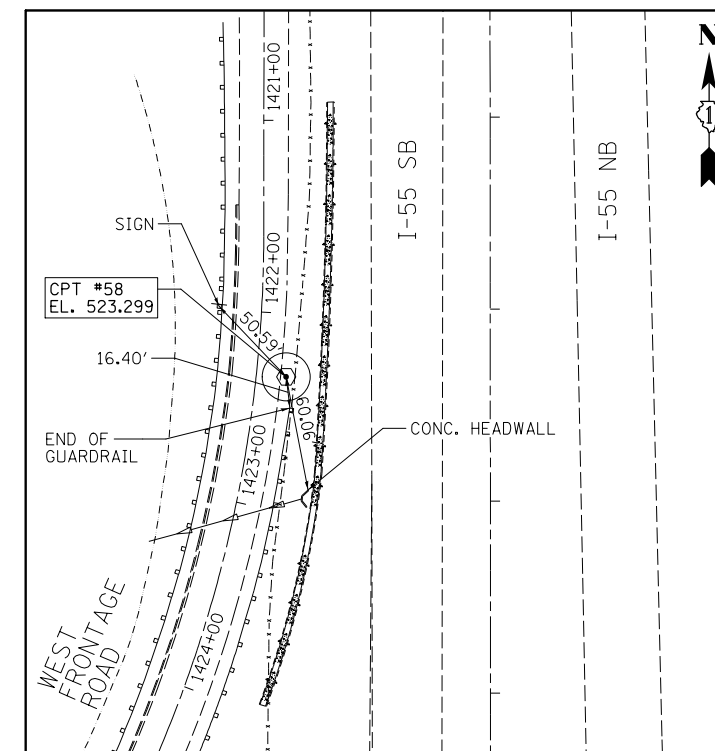 N
1
1421+00
I-55 SB
I-55 NB
SIGN
1422+00
CPT #58
EL. 523.299
50.59'
16.40'
60.06'
END OF
GUARDRAIL
CONC. HEADWALL
1423+00
WEST
FRONTAGE
ROAD
1424+00